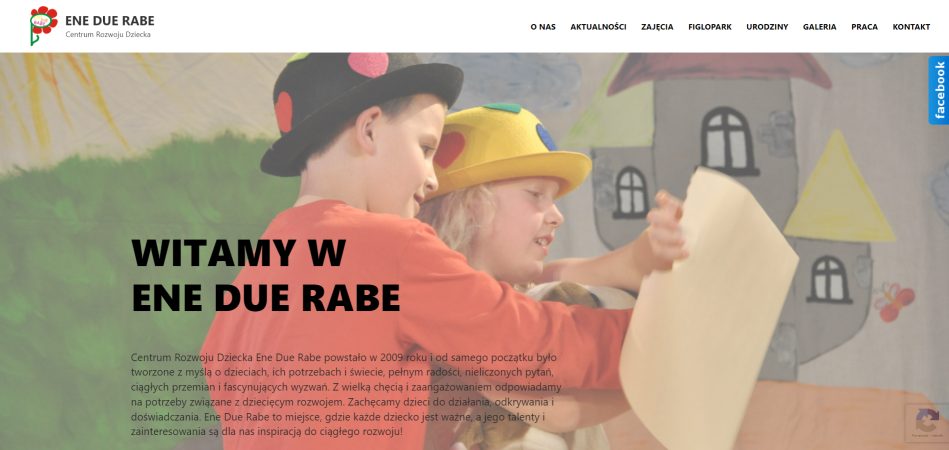 ENE DUE RABE
Centrum Rozwoju Dziecka
O NAS AKTUALNOŚCI ZAJĘCIA FIGLOPARK URODZINY GALERIA PRACA KONTAKT
facebook
WITAMY W
ENE DUE RABE
Centrum Rozwoju Dziecka Ene Due Rabe powstało w 2009 roku i od samego początku było
tworzone z myślą o dzieciach, ich potrzebach i świecie, pełnym radości, nieliczonych pytań,
ciągłych przemian i fascynujących wyzwań. Z wielką chęcią i zaangażowaniem odpowiadamy
na potrzeby związane z dziecięcym rozwojem. Zachęcamy dzieci do działania, odkrywania i
doświadczania. Ene Due Rabe to miejsce, gdzie każde dziecko jest ważne, a jego talenty i
zainteresowania są dla nas inspiracją do ciągłego rozwoju!